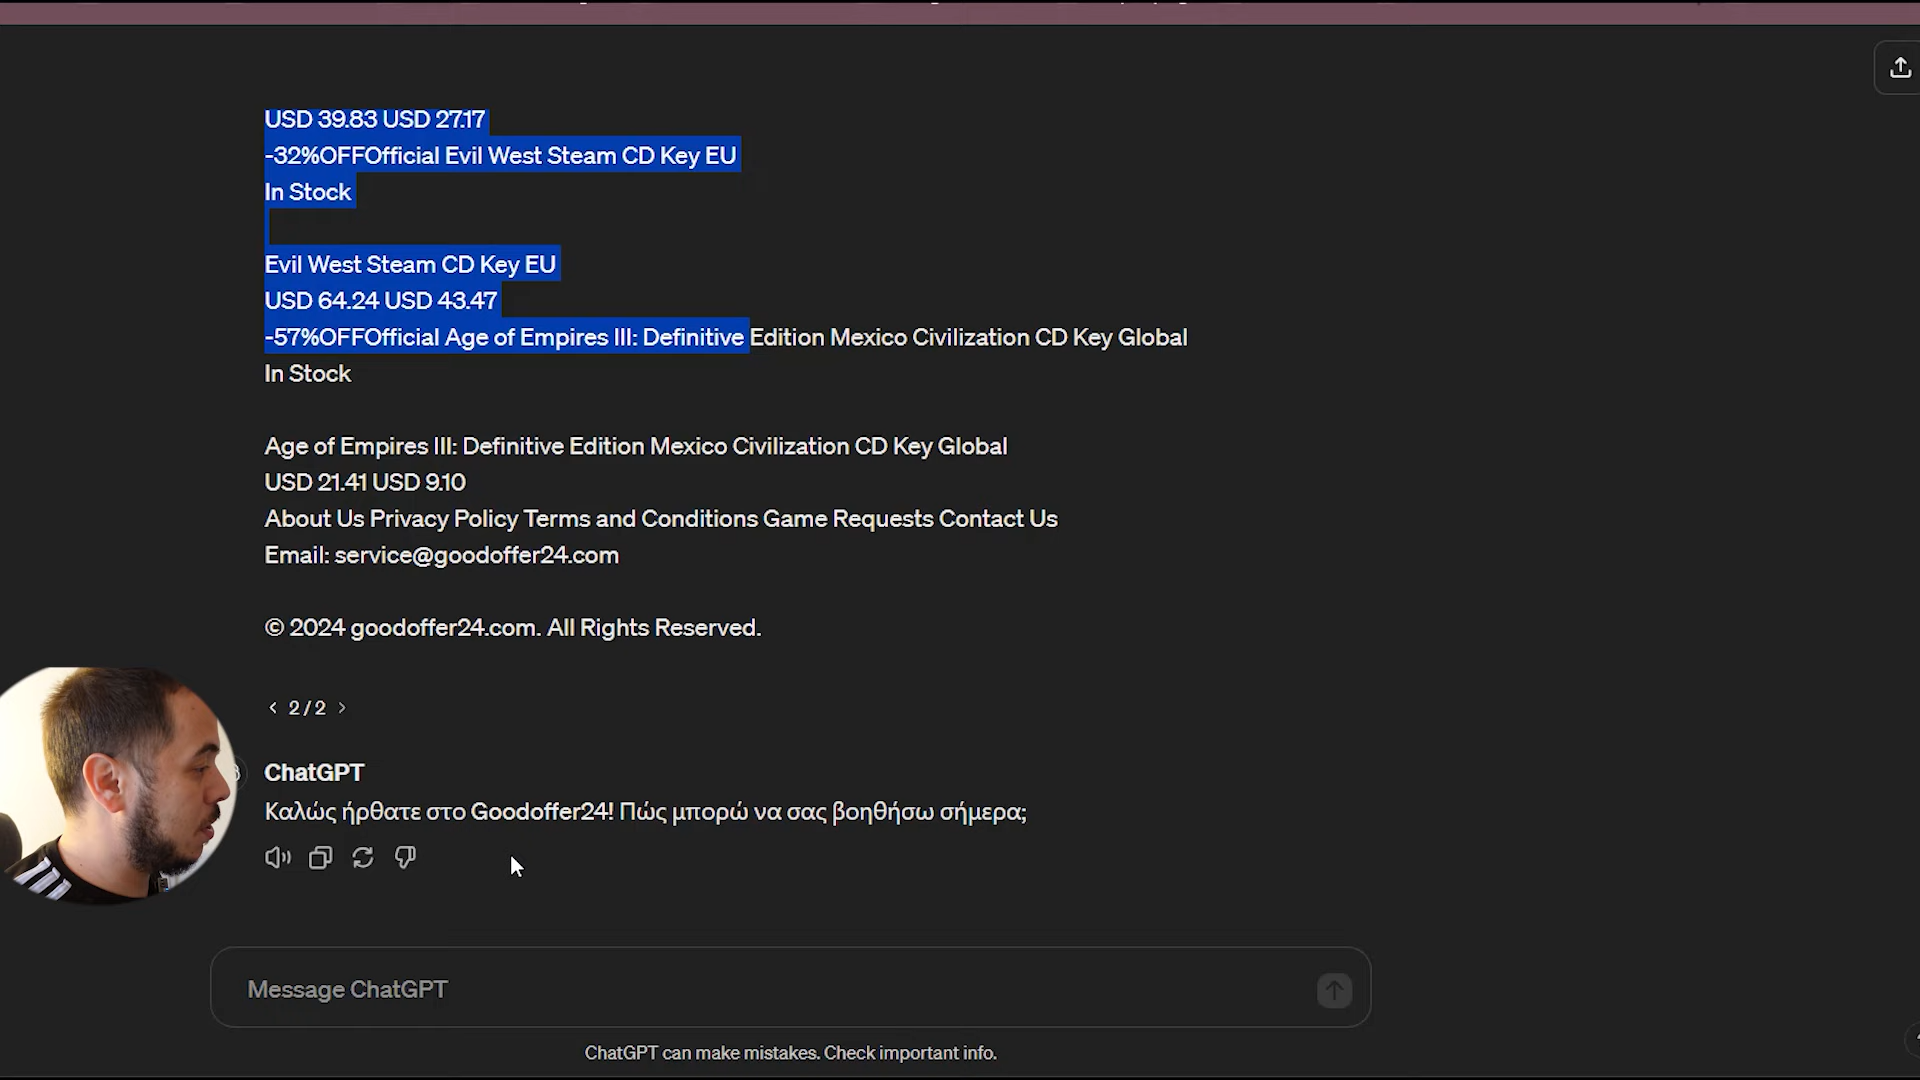 USD 39.83 USD 27.17
-32%OFFOfficial Evil West Steam CD Key EU
In Stock
Evil West Steam CD Key EU
USD 64.24 USD 43.47
-57%OFFOfficial Age of Empires III: Definitive Edition Mexico Civilization CD Key Global
In Stock
Age of Empires III: Definitive Edition Mexico Civilization CD Key Global
USD 21.41 USD 9.10
About Us Privacy Policy Terms and Conditions Game Requests Contact Us
Email: service@goodoffer24.com
© 2024 goodoffer24.com. All Rights Reserved.
2/2
ChatGPT
Καλώς ήρθατε στο Goodoffer24! Πώς μπορώ να σας βοηθήσω σήμερα;
Message ChatGPT
ChatGPT can make mistakes. Check important info.